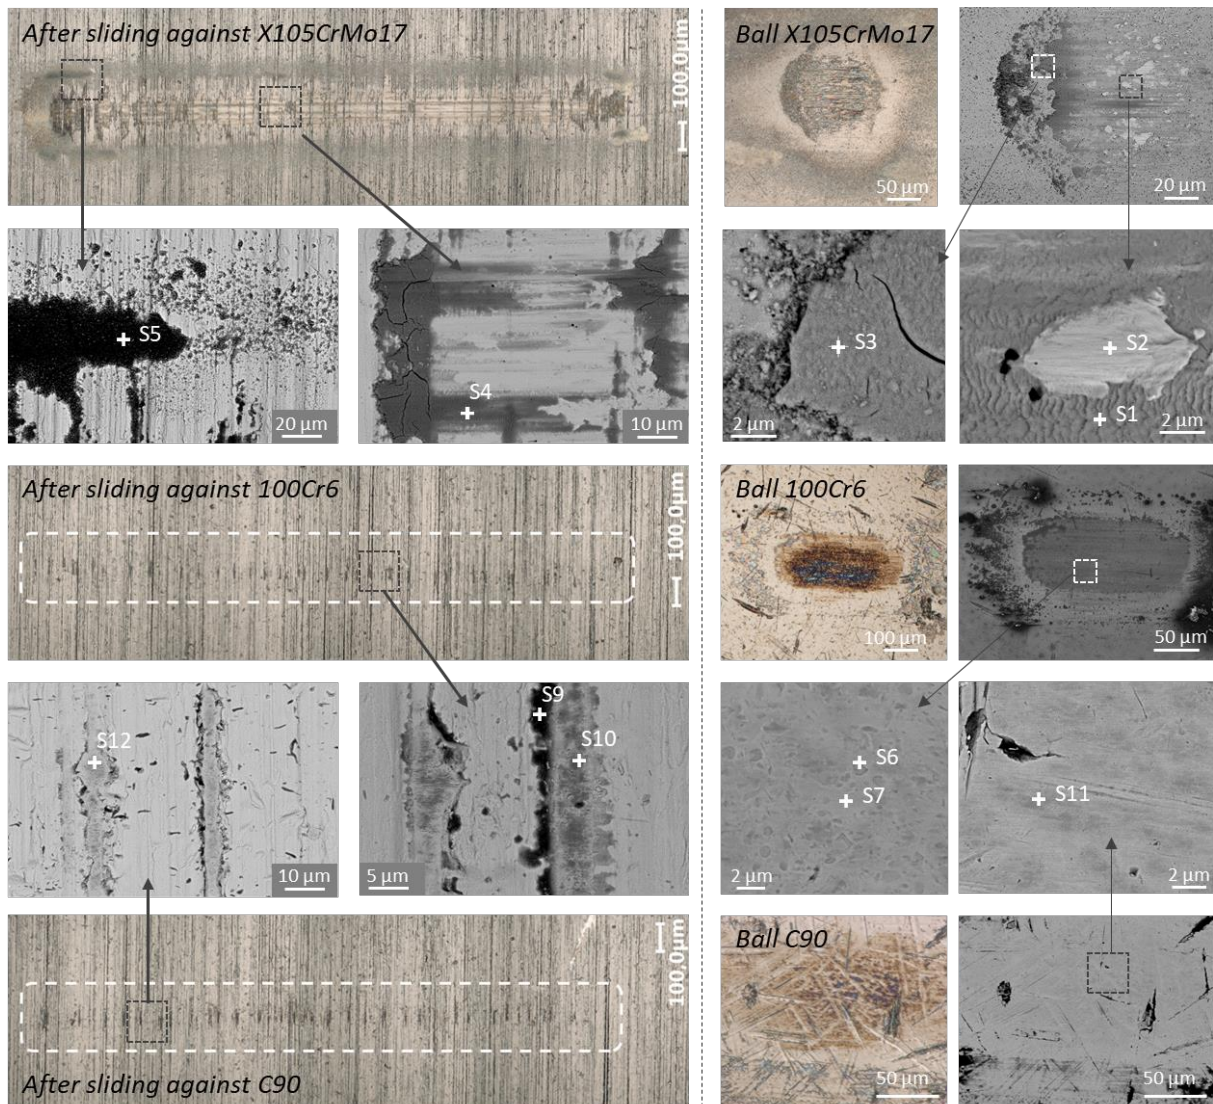 After sliding against X105CrMo17
100.0µm
Ball X105CrMo17
50 µm
20 µm
S5
20 µm
S4
10 µm
S3
2 µm
S2
S1
2 µm
After sliding against 100Cr6
100.0µm
Ball 100Cr6
100 µm
50 µm
S12
10 µm
S9
S10
5 µm
S6
S7
2 µm
S11
2 µm
100.0µm
After sliding against C90
Ball C90
50 µm
50 µm